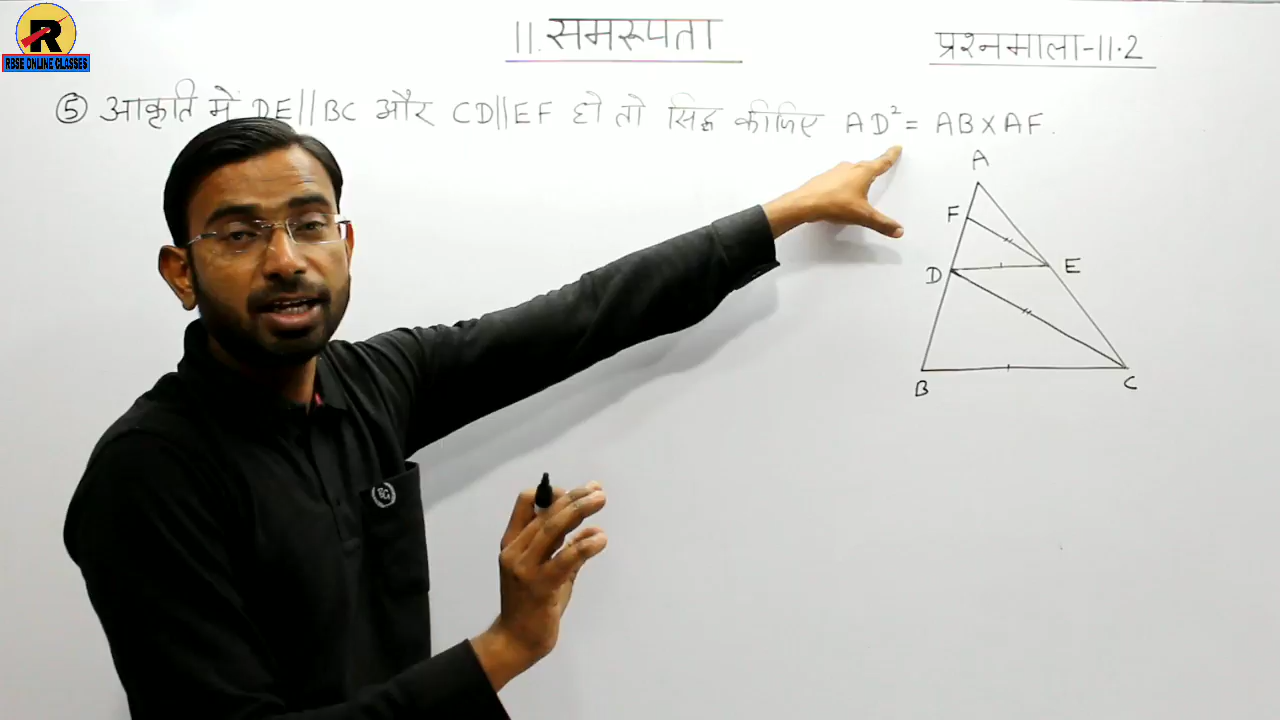 R
RBSE ONLINE CLASSES
11. समरूपता
प्रश्नमाला-11.2
⑤ आकृति में DE||BC और CD||EF हो तो सिद्ध कीजिए AD²= AB×AF.
A
F
D
E
B
C